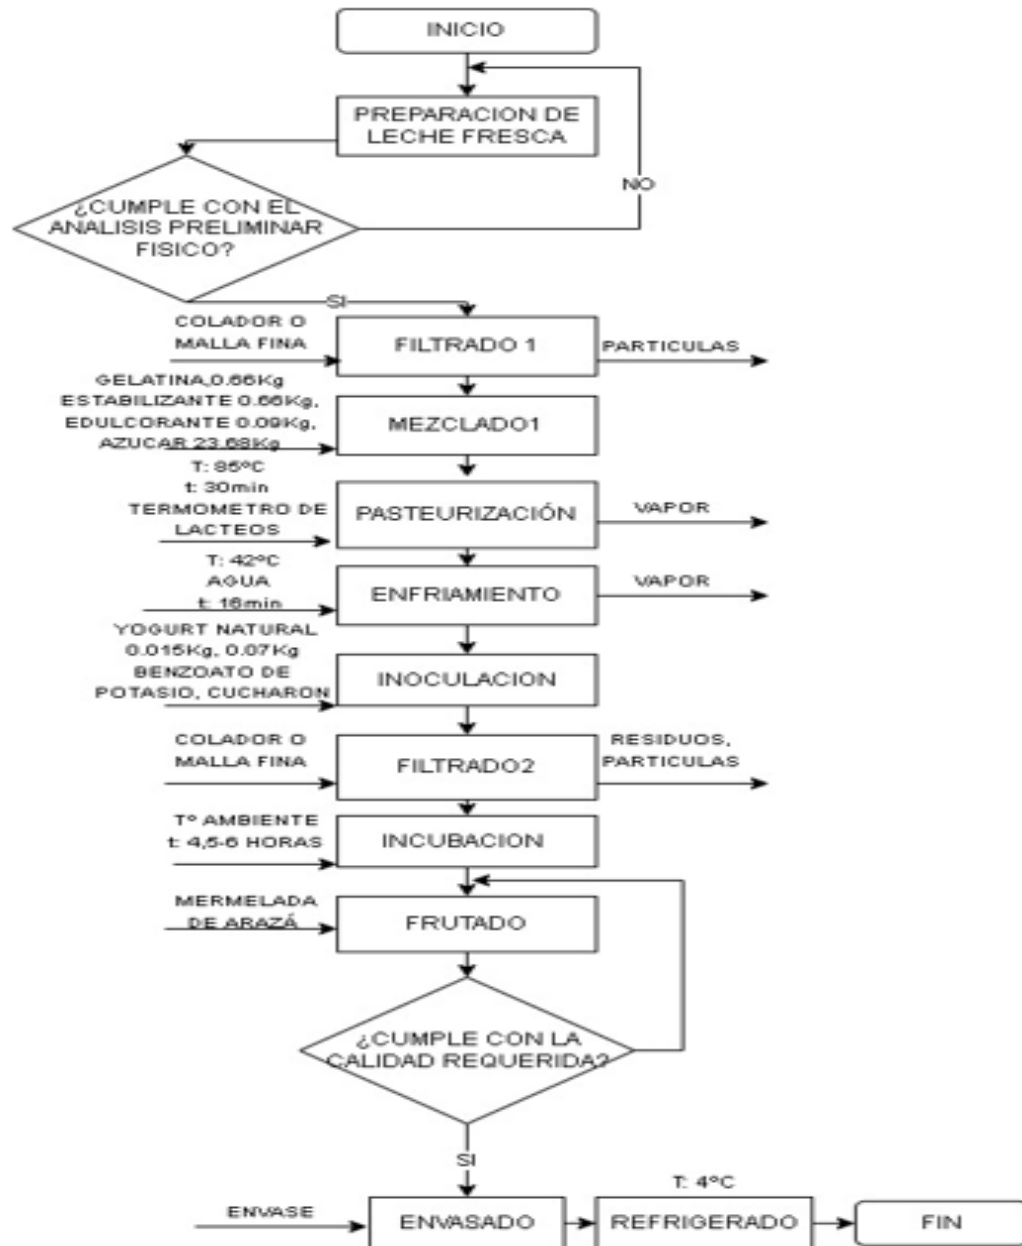 INICIO
PREPARACION DE
LECHE FRESCA
NO
¿CUMPLE CON EL
ANALISIS PRELIMINAR
FISICO?
SI
COLADOR O
MALLA FINA
FILTRADO 1
PARTICULAS
GELATINA,0.66Kg
ESTABILIZANTE 0.66Kg,
EDULCORANTE 0.09Kg,
AZUCAR 23.68Kg
MEZCLADO1
T: 85ºC
t: 30min
TERMOMETRO DE
LACTEOS
PASTEURIZACIÓN
VAPOR
T: 42ºC
AGUA
t: 16min
ENFRIAMIENTO
VAPOR
YOGURT NATURAL
0.015Kg, 0.07Kg
BENZOATO DE
POTASIO, CUCHARON
INOCULACION
COLADOR O
MALLA FINA
FILTRADO2
RESIDUOS,
PARTICULAS
Tº AMBIENTE
t: 4,5-6 HORAS
INCUBACION
MERMELADA
DE ARAZÁ
FRUTADO
¿CUMPLE CON LA
CALIDAD REQUERIDA?
SI
ENVASE
ENVASADO
T: 4ºC
REFRIGERADO
FIN